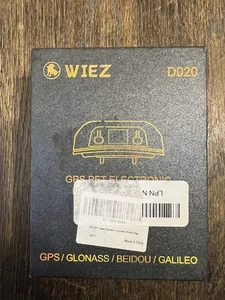 WIEZ
D020
GPS PET ELECTRONIC
LPN N
Made in China
GPS / GLONASS / BEIDOU / GALILEO